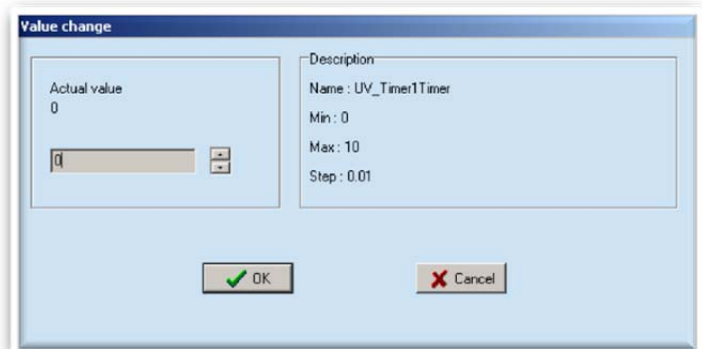 Value change
Actual value
0
0
Description
Name : UV_Timer1Timer
Min : 0
Max : 10
Step : 0.01
OK
Cancel